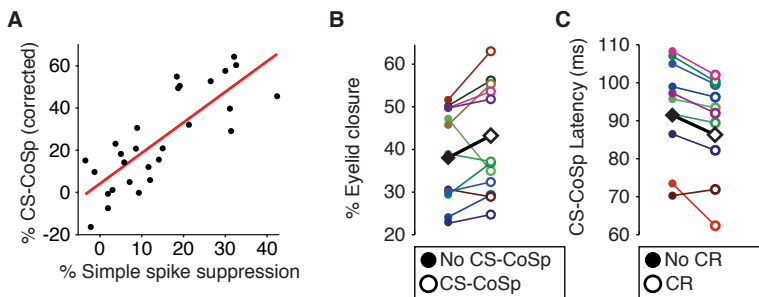 A
% CS-CoSp (corrected)
60
40
20
0
-20
0 10 20 30 40
% Simple spike suppression
B
% Eyelid closure
60
50
40
30
20
No CS-CoSp
CS-CoSp
C
CS-CoSp Latency (ms)
110
100
90
80
70
60
No CR
CR